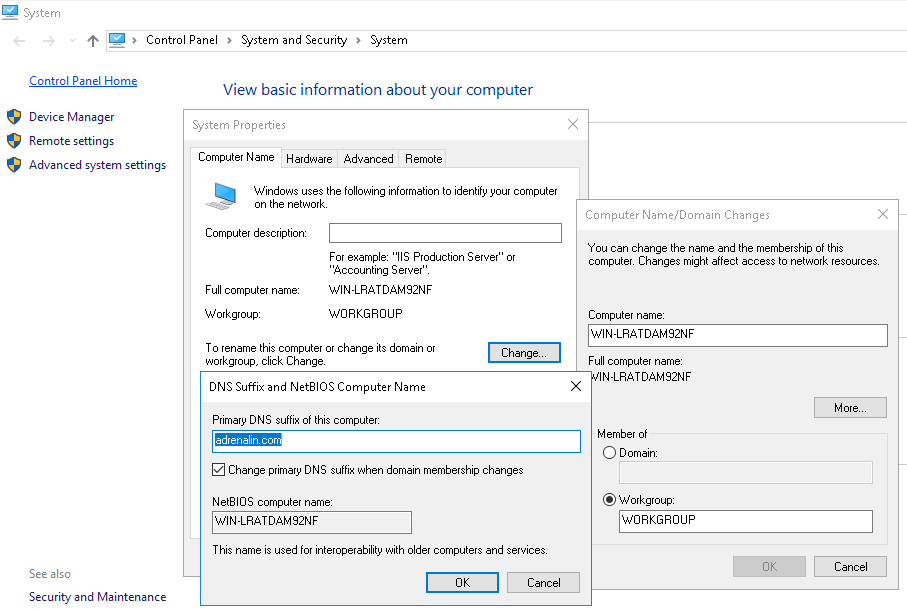 System
Control Panel > System and Security > System
Control Panel Home
Device Manager
Remote settings
Advanced system settings
See also
Security and Maintenance
View basic information about your computer
System Properties
Computer Name Hardware Advanced Remote
Windows uses the following information to identify your computer
on the network.
Computer description:
For example: "IIS Production Server" or
"Accounting Server".
Full computer name: WIN-LRATDAM92NF
Workgroup: WORKGROUP
To rename this computer or change its domain or
workgroup, click Change.
Change...
Computer Name/Domain Changes
You can change the name and the membership of this
computer. Changes might affect access to network resources.
Computer name:
WIN-LRATDAM92NF
Full computer name:
WIN-LRATDAM92NF
More...
Member of
Domain:
Workgroup:
WORKGROUP
OK Cancel
DNS Suffix and NetBIOS Computer Name
Primary DNS suffix of this computer:
adrenalin.com
Change primary DNS suffix when domain membership changes
NetBIOS computer name:
WIN-LRATDAM92NF
This name is used for interoperability with older computers and services.
OK Cancel